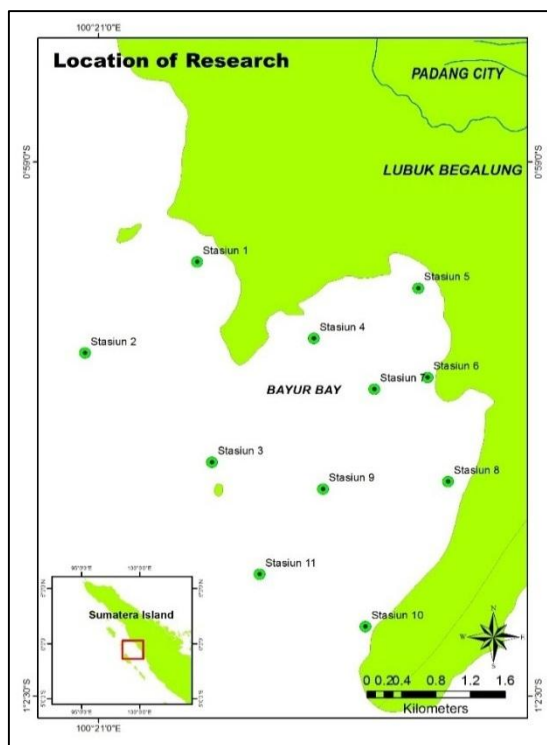 100°21'0"E
Location of Research
PADANG CITY
0°59'0"S
0°59'0"S
LUBUK BEGALUNG
Stasiun 1
Stasiun 5
Stasiun 2
Stasiun 4
Stasiun 6
Stasiun 7
BAYUR BAY
Stasiun 3
Stasiun 8
Stasiun 9
Stasiun 11
Stasiun 10
Sumatera Island
N
W
E
S
0 0.2 0.4 0.8 1.2 1.6
Kilometers
1°2'30"S
1°2'30"S
100°21'0"E